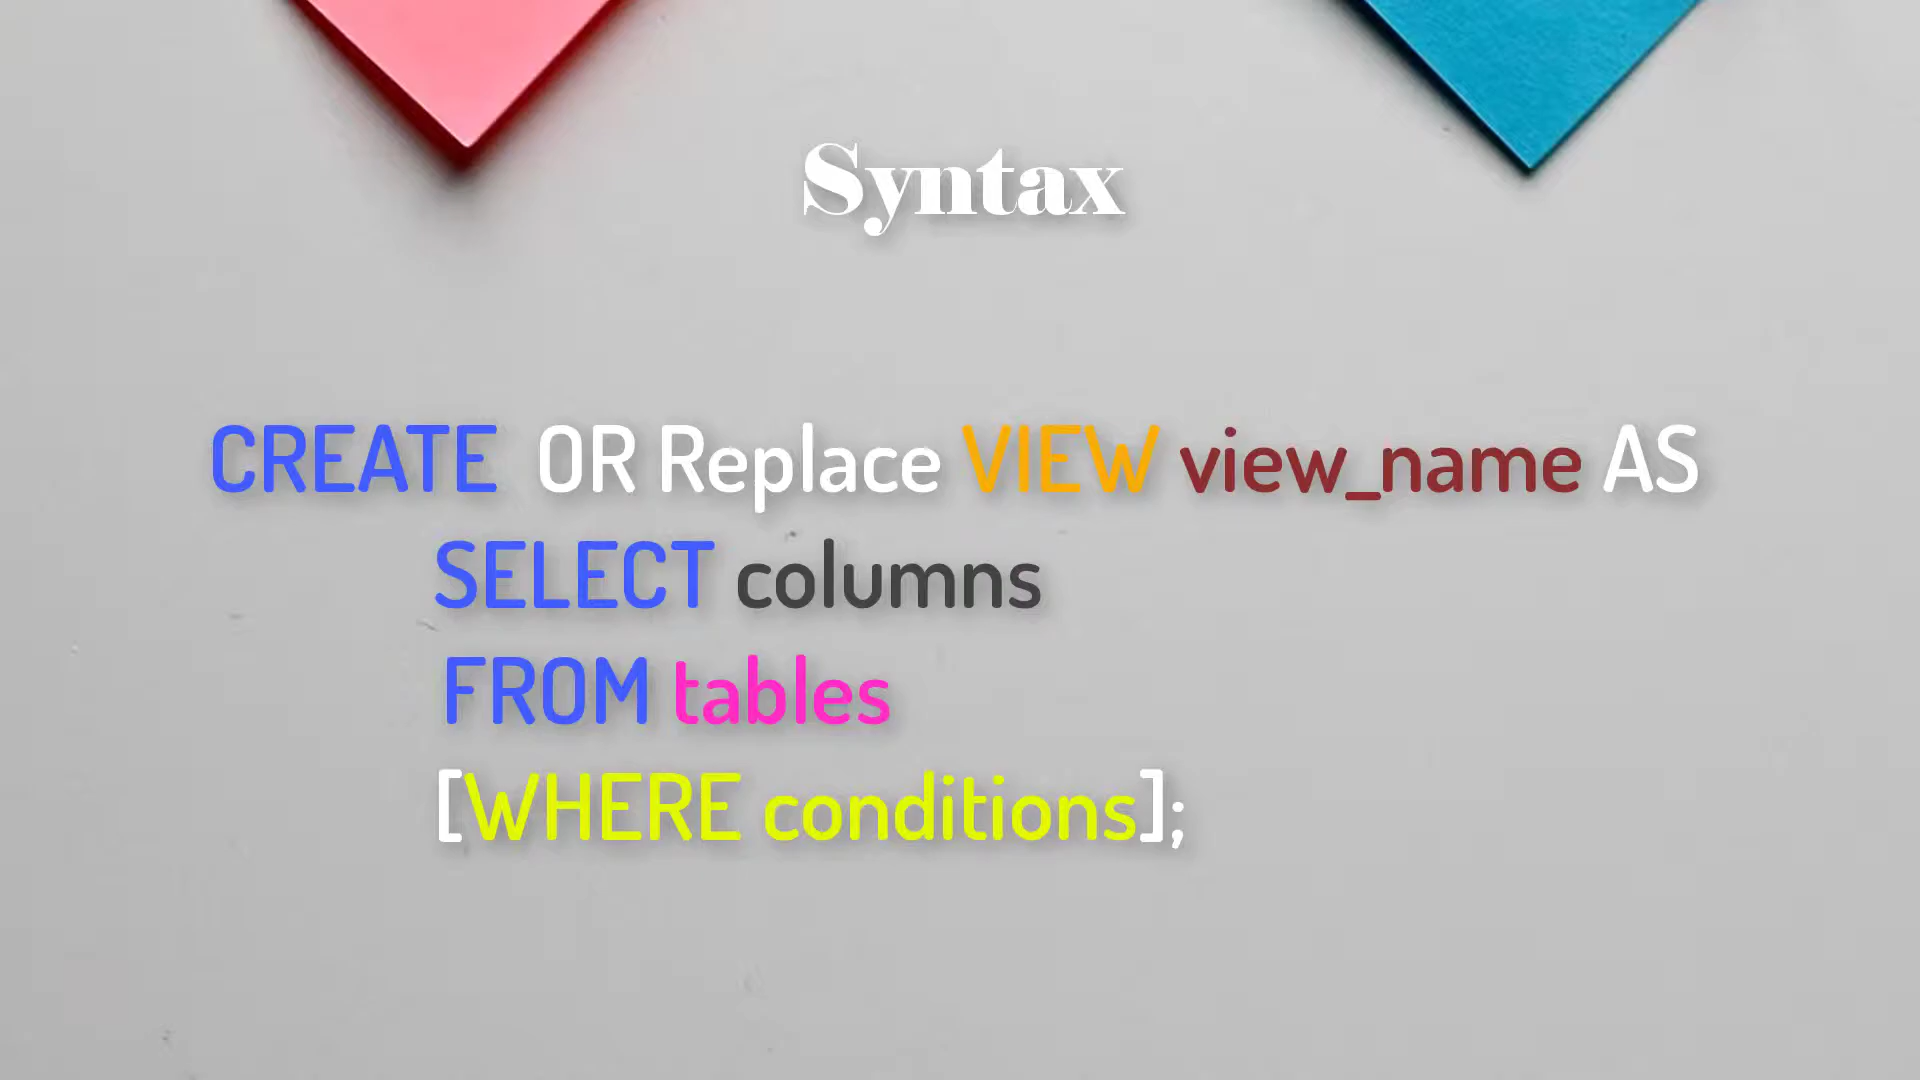 Syntax
CREATE OR Replace VIEW view_name AS
SELECT columns
FROM tables
[WHERE conditions];